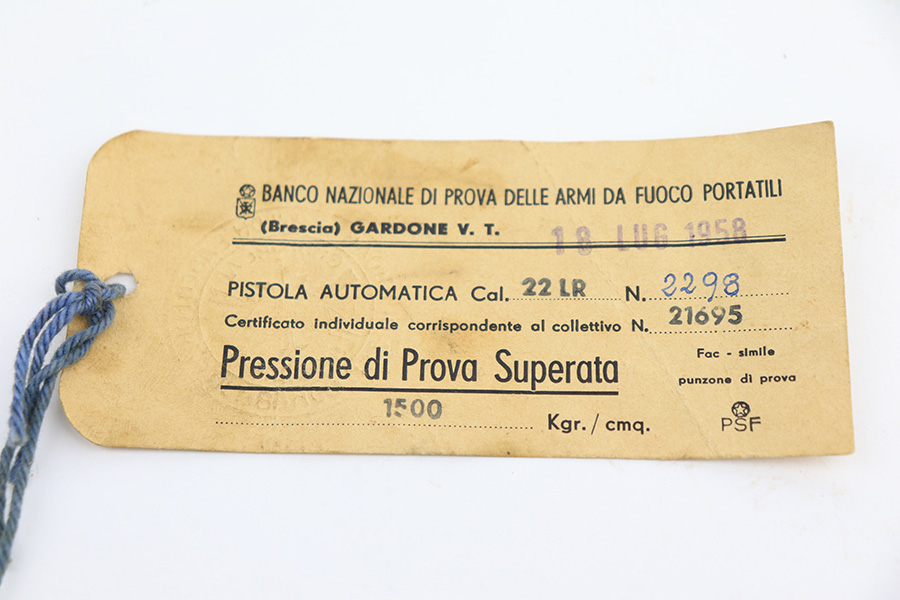 BANCO NAZIONALE DI PROVA DELLE ARMI DA FUOCO PORTATILI
(Brescia) GARDONE V. T.
18 LUG 1958
PISTOLA AUTOMATICA Cal. 22 LR N. 2298
Certificato individuale corrispondente al collettivo N. 21695
Pressione di Prova Superata
1500 Kgr./cmq.
Fac - simile
punzone di prova
PSF